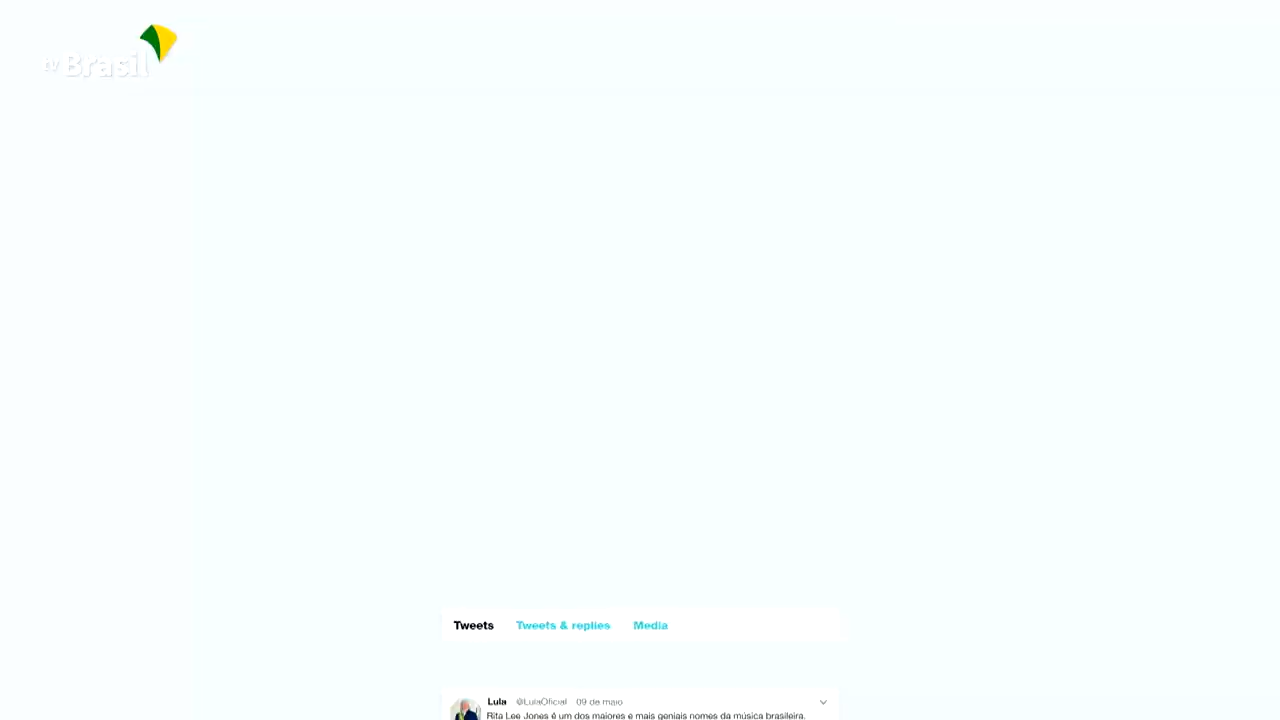 tv Brasil
Tweets Tweets & replies Media
Lula @LulaOficial 09 de maio
Rita Lee Jones é um dos maiores e mais geniais nomes da música brasileira.